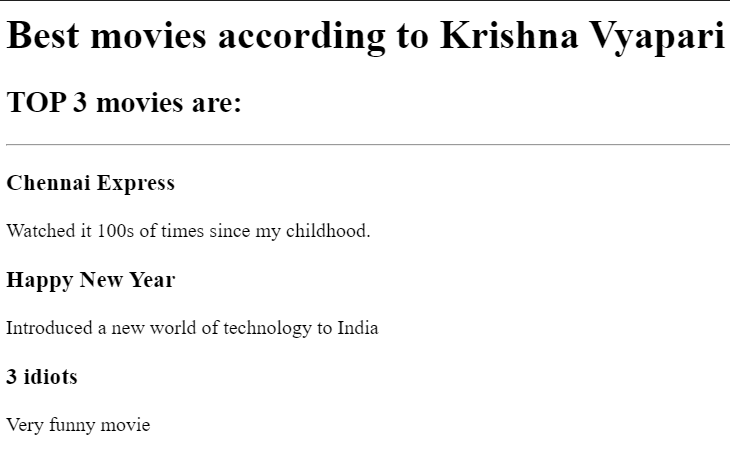 Best movies according to Krishna Vyapari
TOP 3 movies are:
Chennai Express
Watched it 100s of times since my childhood.
Happy New Year
Introduced a new world of technology to India
3 idiots
Very funny movie